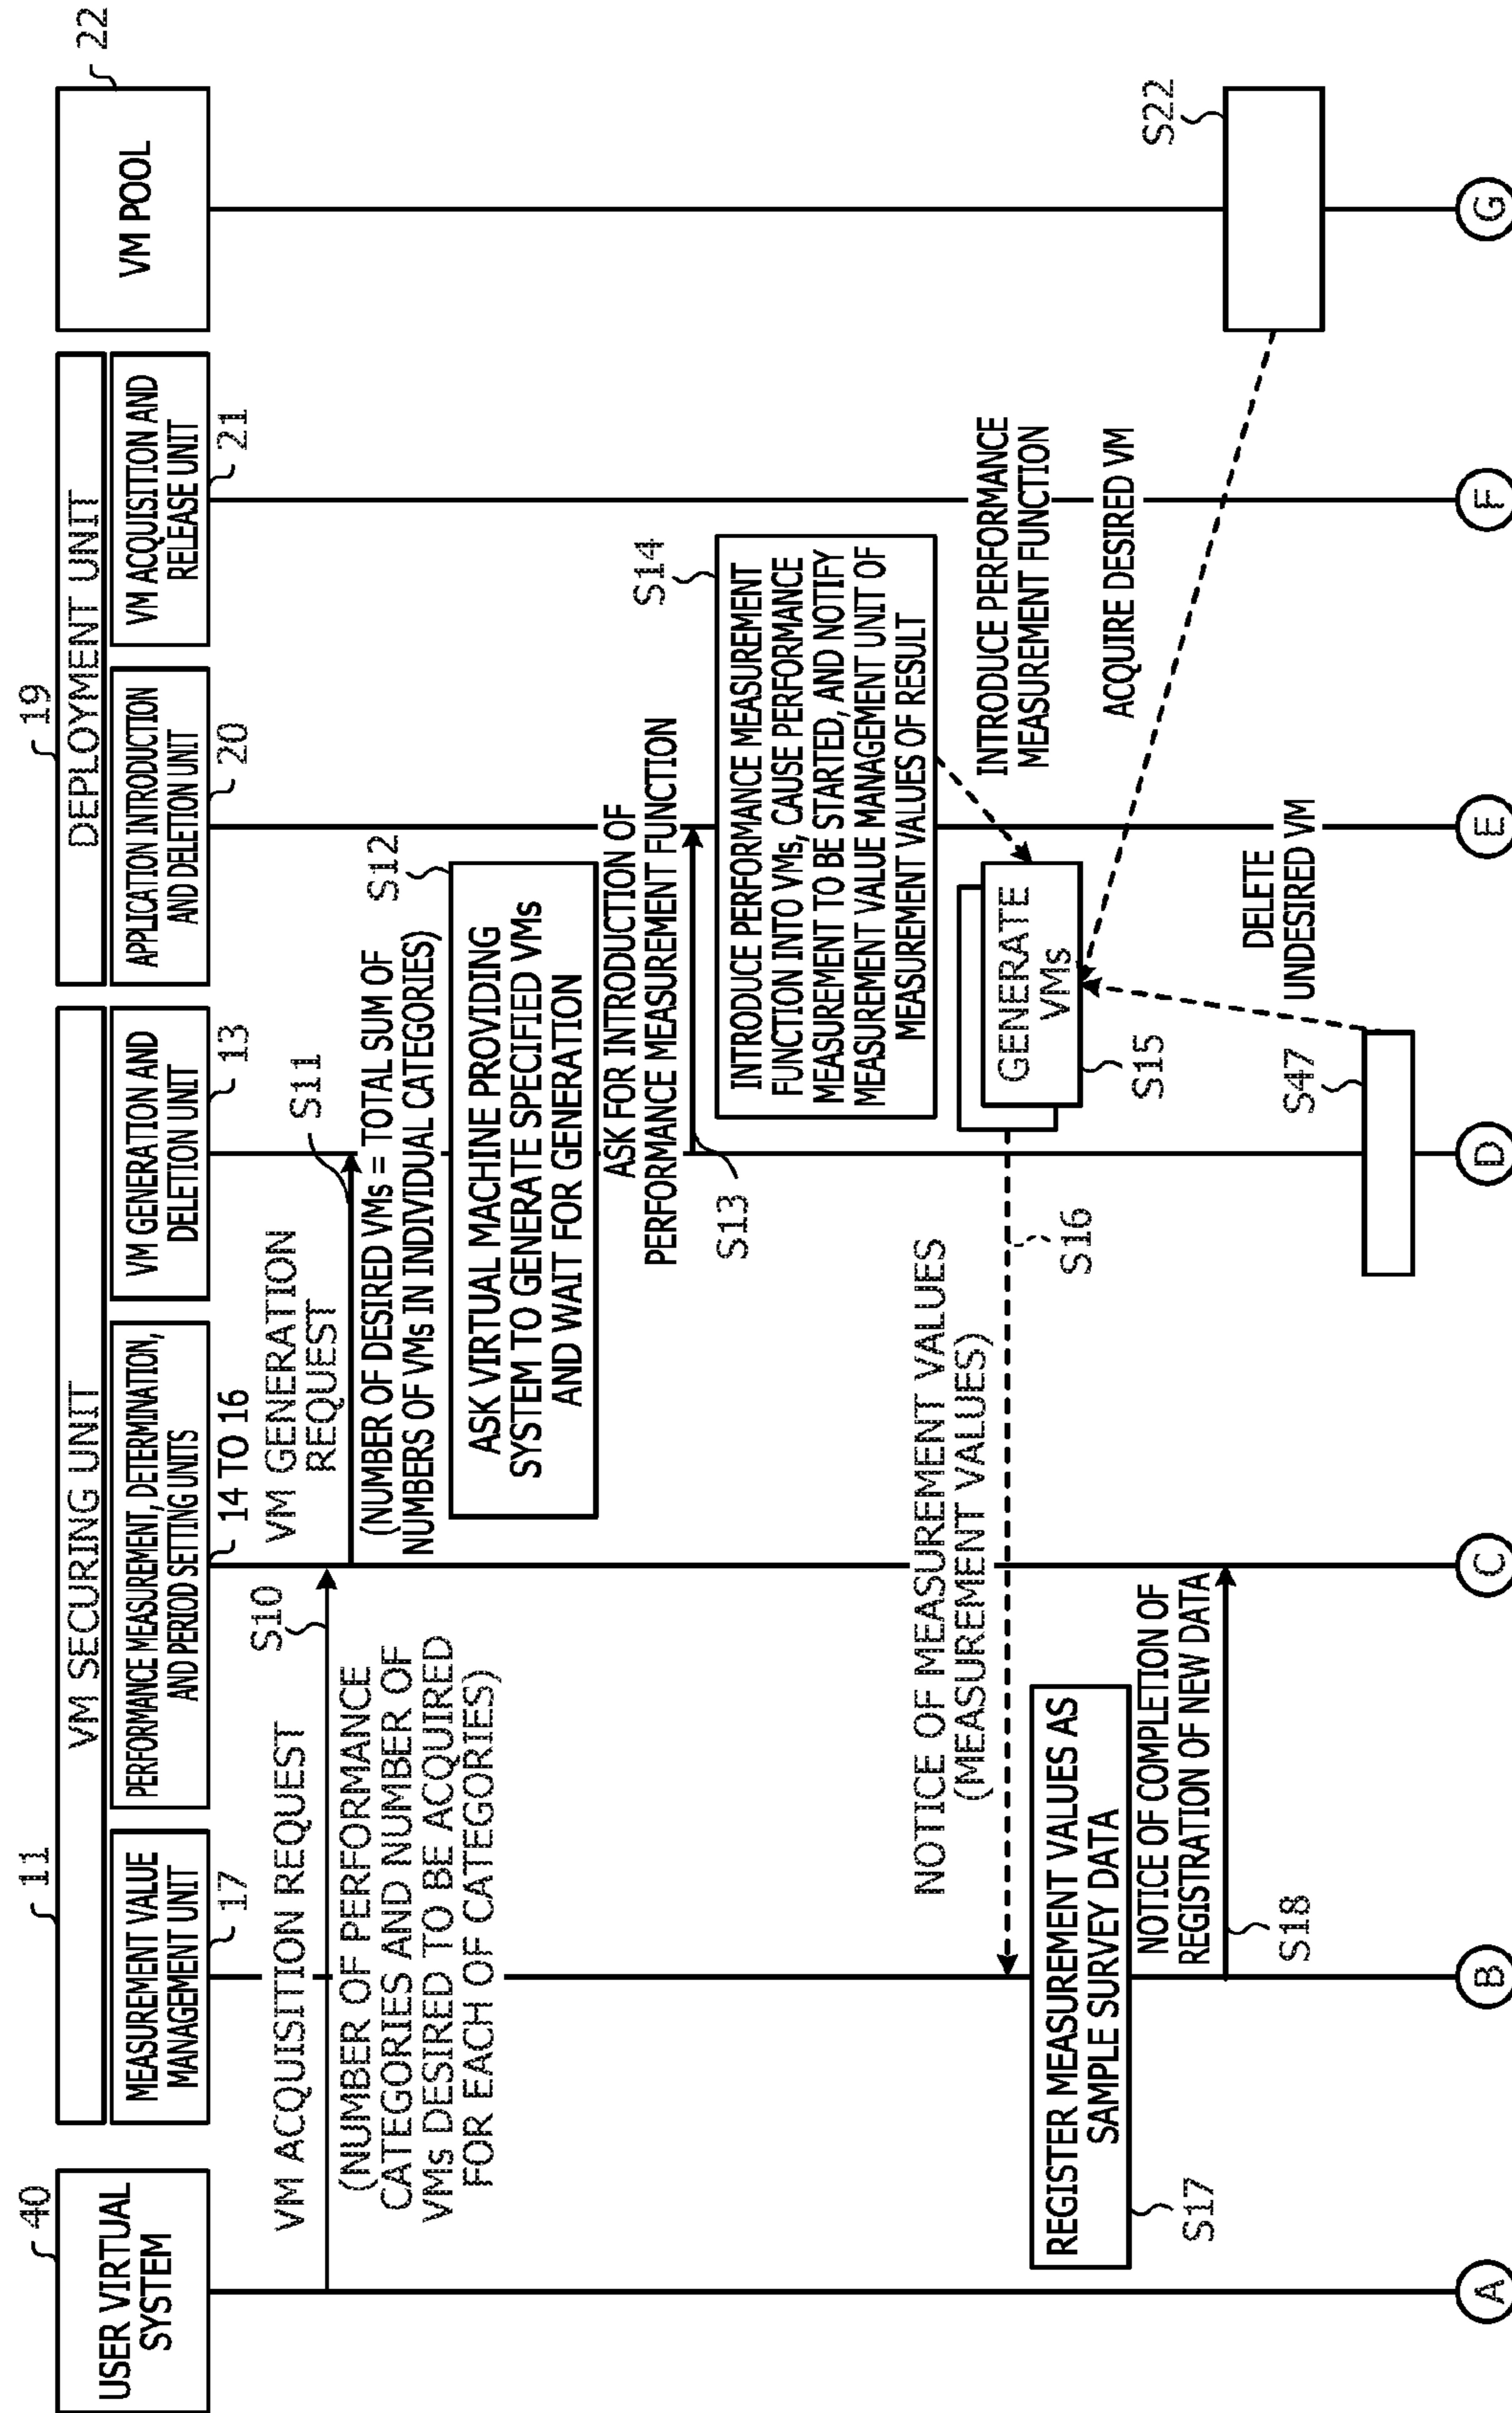 40
USER VIRTUAL
SYSTEM
11
VM SECURING UNIT
MEASUREMENT VALUE
MANAGEMENT UNIT
17
PERFORMANCE MEASUREMENT, DETERMINATION,
AND PERIOD SETTING UNITS
14 TO 16
VM GENERATION AND
DELETION UNIT
13
19
DEPLOYMENT UNIT
APPLICATION INTRODUCTION
AND DELETION UNIT
20
VM ACQUISITION AND
RELEASE UNIT
21
VM POOL
22
VM ACQUISITION REQUEST
S10
(NUMBER OF PERFORMANCE
CATEGORIES AND NUMBER OF
VMs DESIRED TO BE ACQUIRED
FOR EACH OF CATEGORIES)
VM GENERATION
REQUEST
S11
(NUMBER OF DESIRED VMs = TOTAL SUM OF
NUMBERS OF VMs IN INDIVIDUAL CATEGORIES)
S12
ASK VIRTUAL MACHINE PROVIDING
SYSTEM TO GENERATE SPECIFIED VMs
AND WAIT FOR GENERATION
ASK FOR INTRODUCTION OF
PERFORMANCE MEASUREMENT FUNCTION
S13
S14
INTRODUCE PERFORMANCE MEASUREMENT
FUNCTION INTO VMs, CAUSE PERFORMANCE
MEASUREMENT TO BE STARTED, AND NOTIFY
MEASUREMENT VALUE MANAGEMENT UNIT OF
MEASUREMENT VALUES OF RESULT
INTRODUCE PERFORMANCE
MEASUREMENT FUNCTION
GENERATE
VMs
S15
ACQUIRE DESIRED VM
NOTICE OF MEASUREMENT VALUES
(MEASUREMENT VALUES)
S16
REGISTER MEASUREMENT VALUES AS
SAMPLE SURVEY DATA
S17
NOTICE OF COMPLETION OF
REGISTRATION OF NEW DATA
S18
S22
DELETE
UNDESIRED VM
S47
A
B
C
D
E
F
G